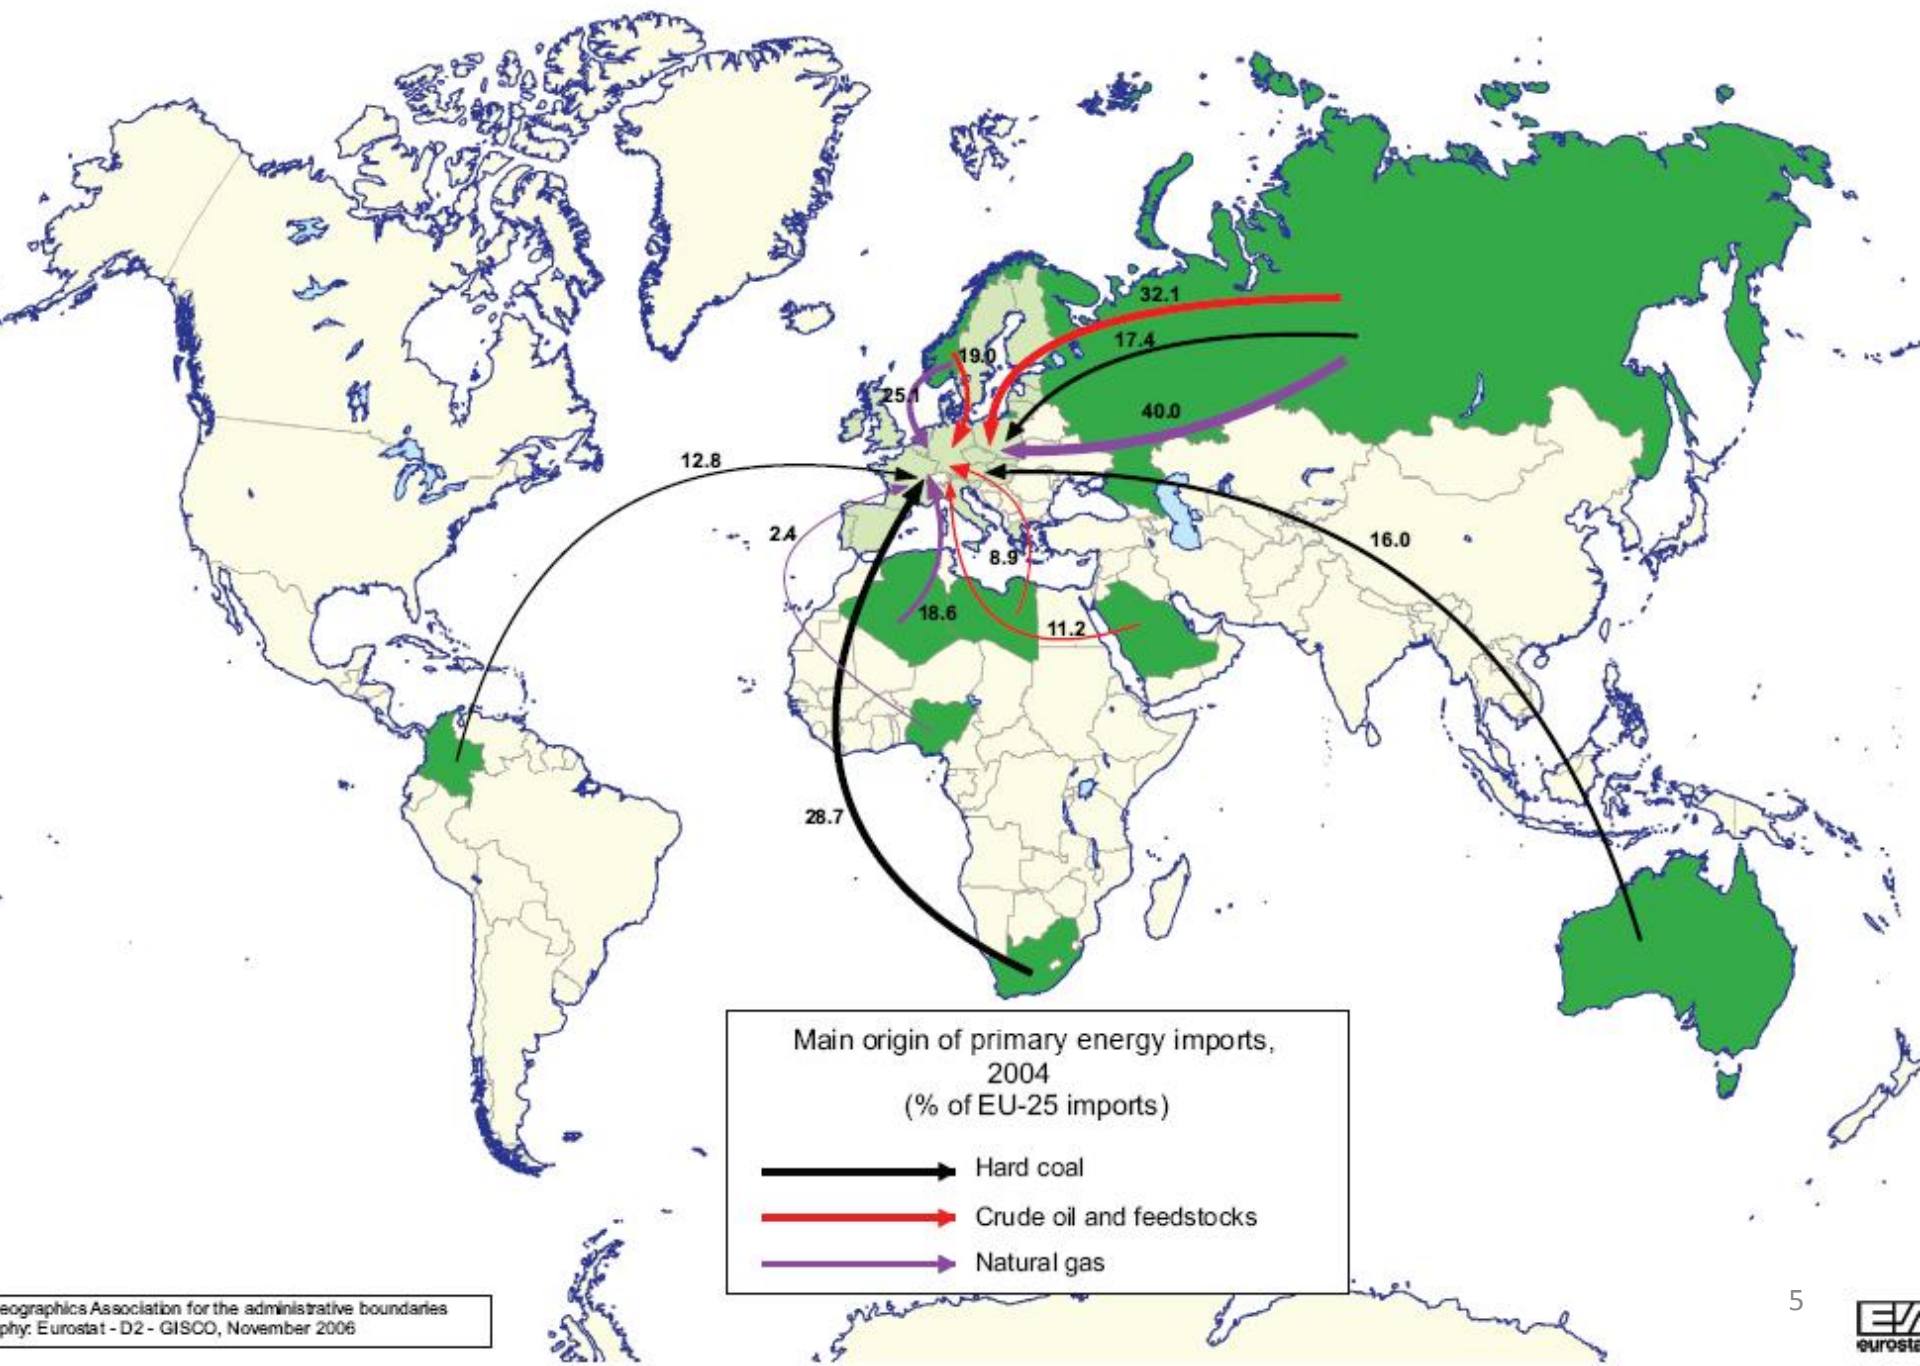 32.1
17.4
19.0
25.1
40.0
12.8
2.4
16.0
8.9
18.6
11.2
28.7
Main origin of primary energy imports,
2004
(% of EU-25 imports)
Hard coal
Crude oil and feedstocks
Natural gas
eographics Association for the administrative boundaries
phy: Eurostat - D2 - GISCO, November 2006
5
eurosta